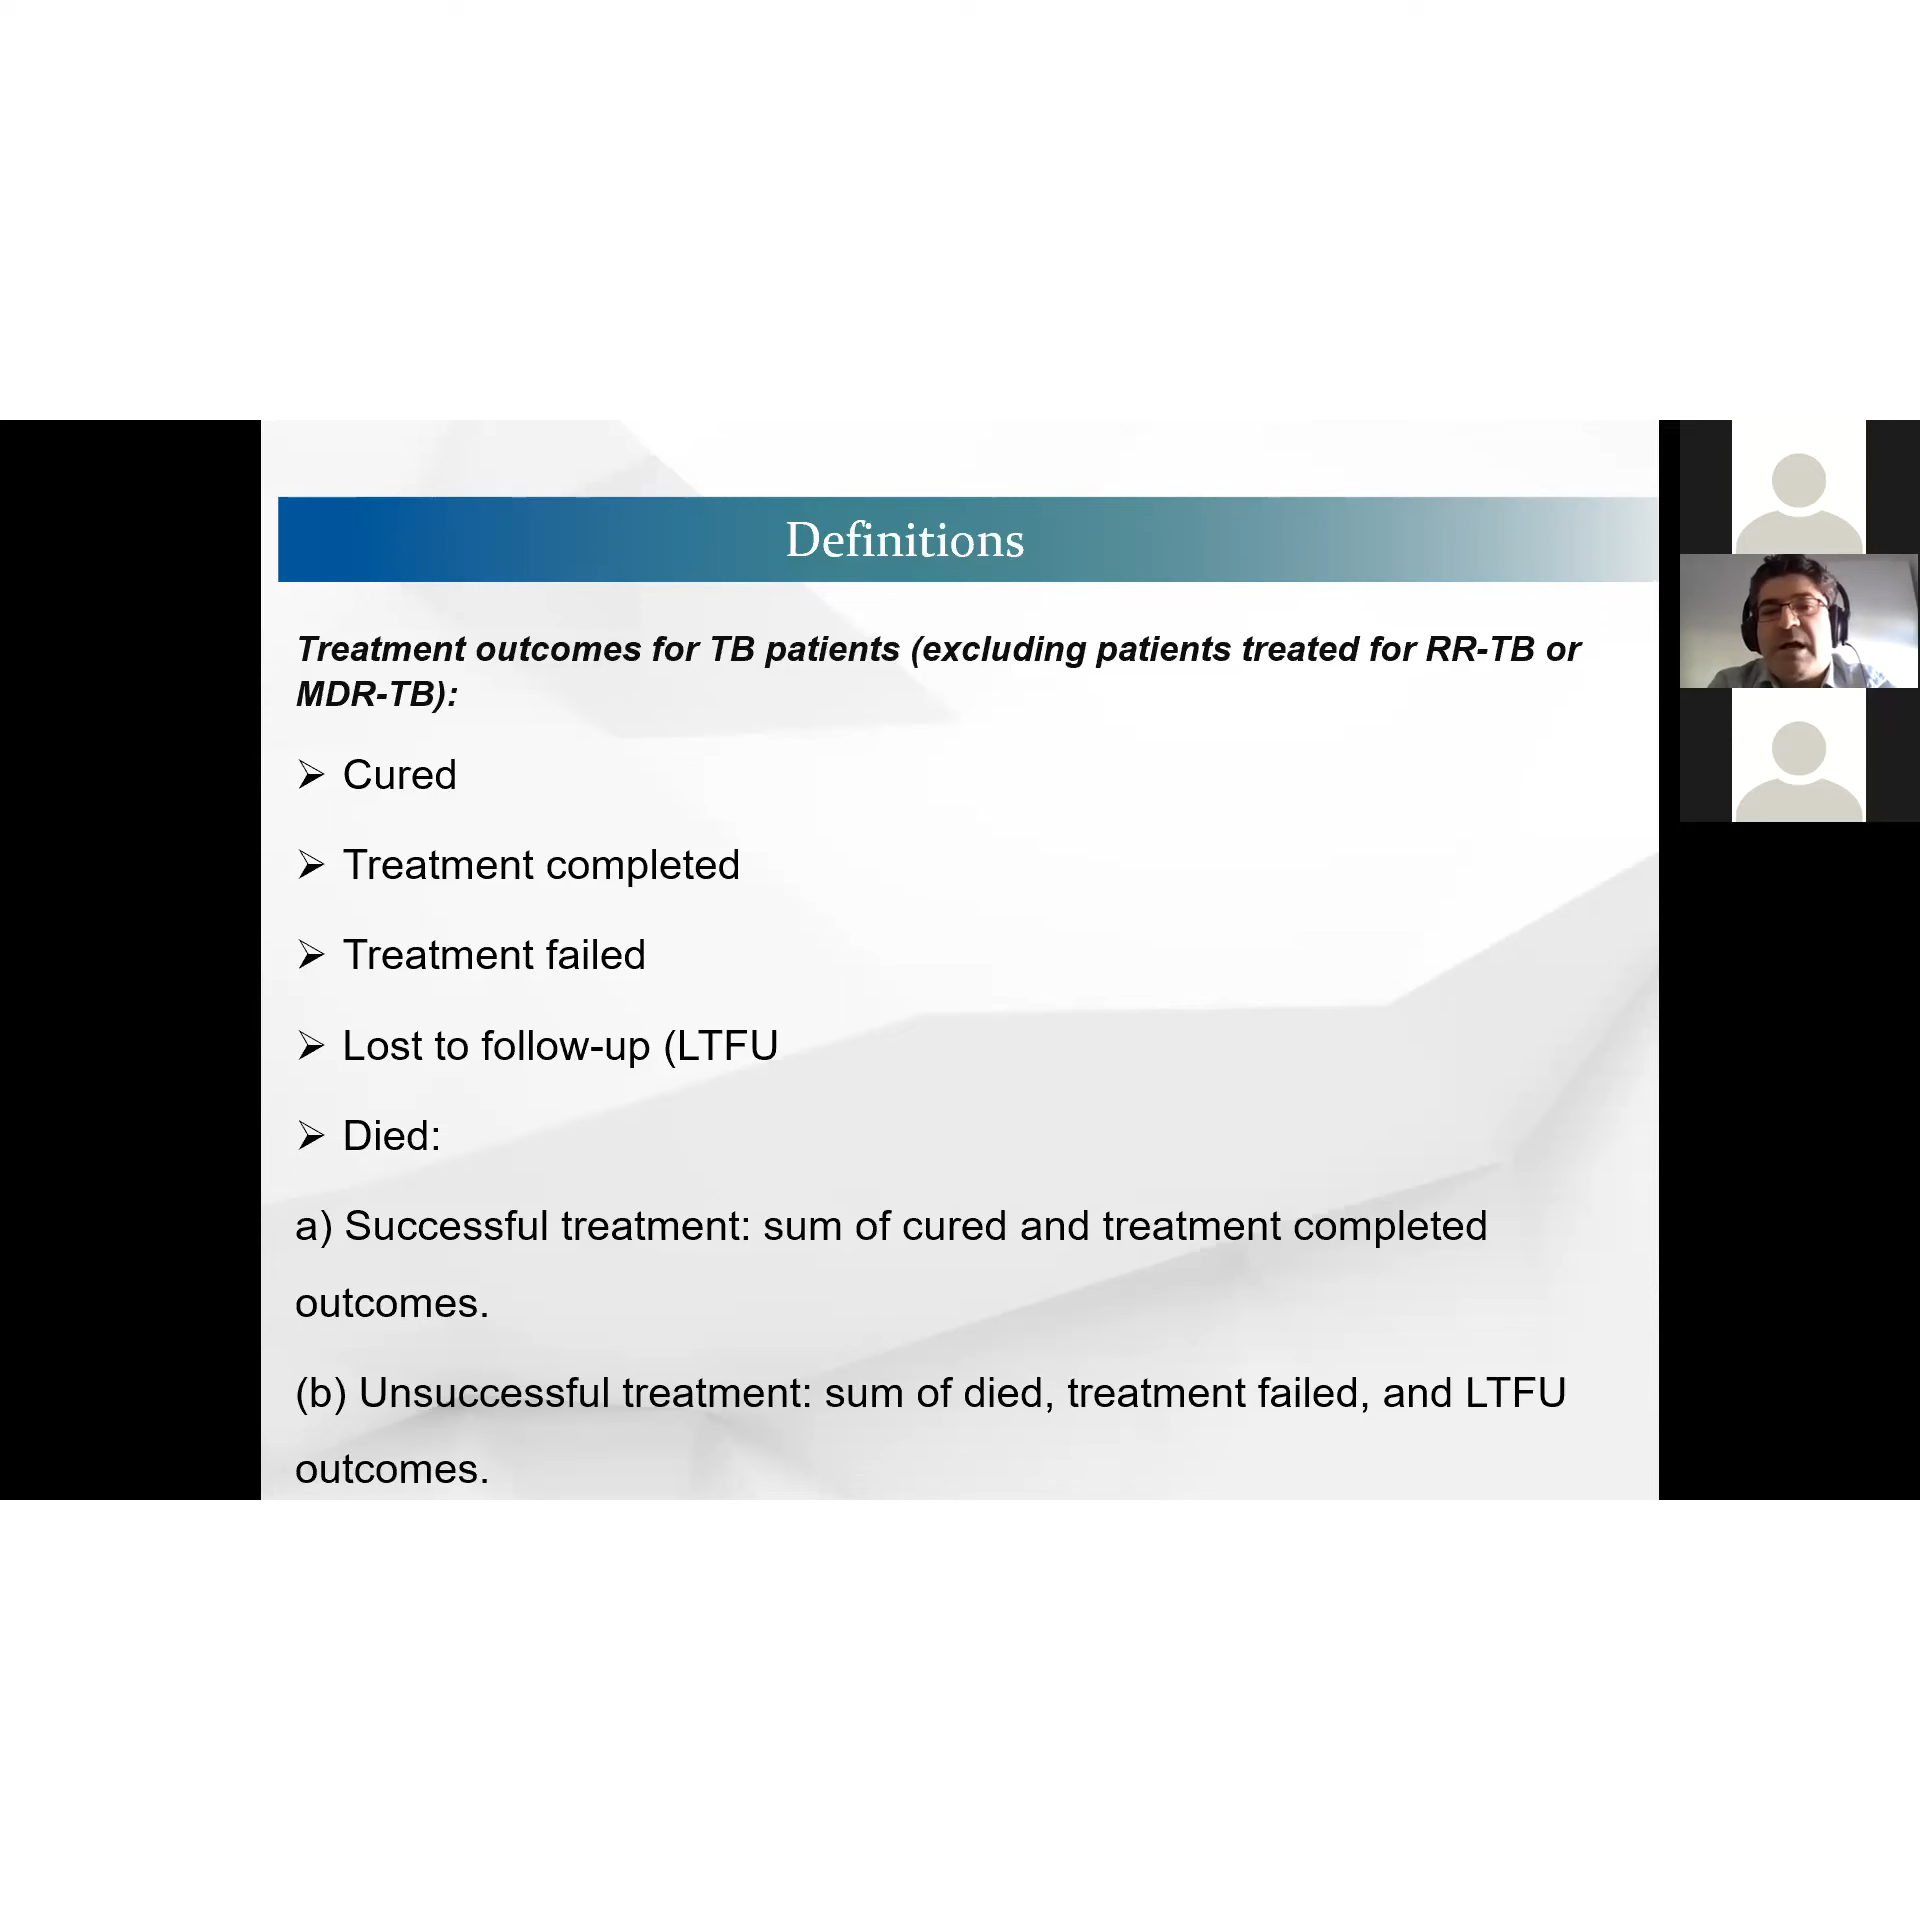 Definitions
Treatment outcomes for TB patients (excluding patients treated for RR-TB or
MDR-TB):
➢ Cured
➢ Treatment completed
➢ Treatment failed
➢ Lost to follow-up (LTFU
➢ Died:
a) Successful treatment: sum of cured and treatment completed
outcomes.
(b) Unsuccessful treatment: sum of died, treatment failed, and LTFU
outcomes.